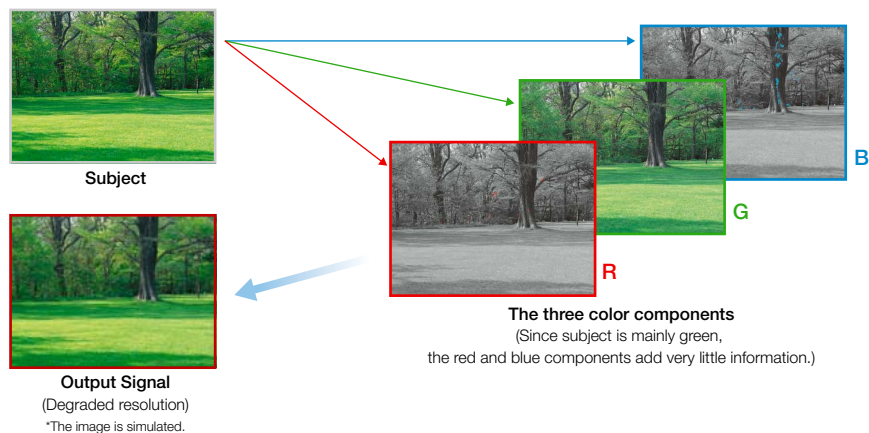 Subject
B
G
R
The three color components
(Since subject is mainly green,
the red and blue components add very little information.)
Output Signal
(Degraded resolution)
*The image is simulated.